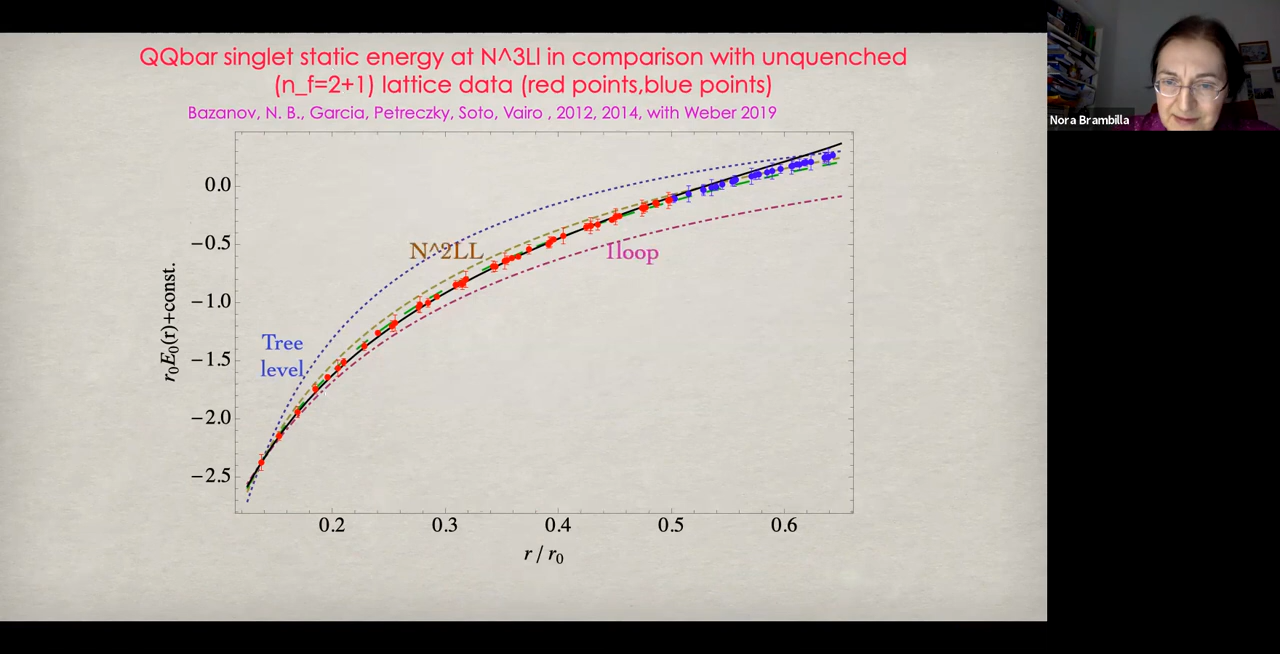 QQbar singlet static energy at N^3Ll in comparison with unquenched
(n_f=2+1) lattice data (red points,blue points)
Bazanov, N. B., Garcia, Petreczky, Soto, Vairo , 2012, 2014, with Weber 2019
Nora Brambilla
0.0
−0.5
−1.0
−1.5
−2.0
−2.5
r₀E₀(r)+const.
N^2LL
1loop
Tree
level
0.2
0.3
0.4
0.5
0.6
r / r₀